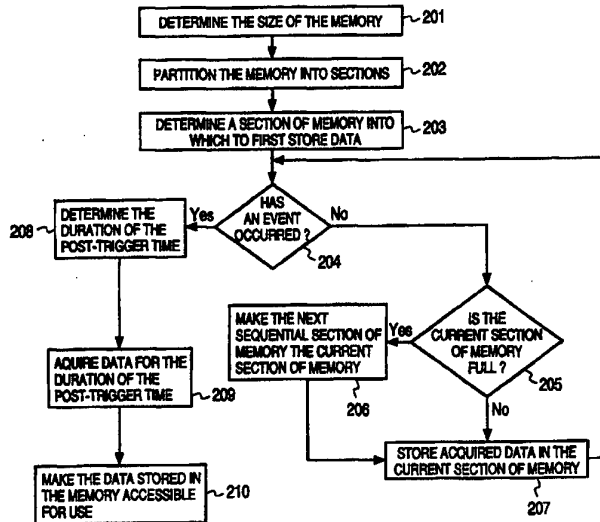 DETERMINE THE SIZE OF THE MEMORY
201
PARTITION THE MEMORY INTO SECTIONS
202
DETERMINE A SECTION OF MEMORY INTO
WHICH TO FIRST STORE DATA
203
HAS
AN EVENT
OCCURRED ?
204
Yes
No
DETERMINE THE
DURATION OF THE
POST-TRIGGER TIME
208
IS THE
CURRENT SECTION
OF MEMORY
FULL ?
205
Yes
No
MAKE THE NEXT
SEQUENTIAL SECTION OF
MEMORY THE CURRENT
SECTION OF MEMORY
206
AQUIRE DATA FOR THE
DURATION OF THE
POST-TRIGGER TIME
209
STORE ACQUIRED DATA IN THE
CURRENT SECTION OF MEMORY
207
MAKE THE DATA STORED IN
THE MEMORY ACCESSIBLE
FOR USE
210